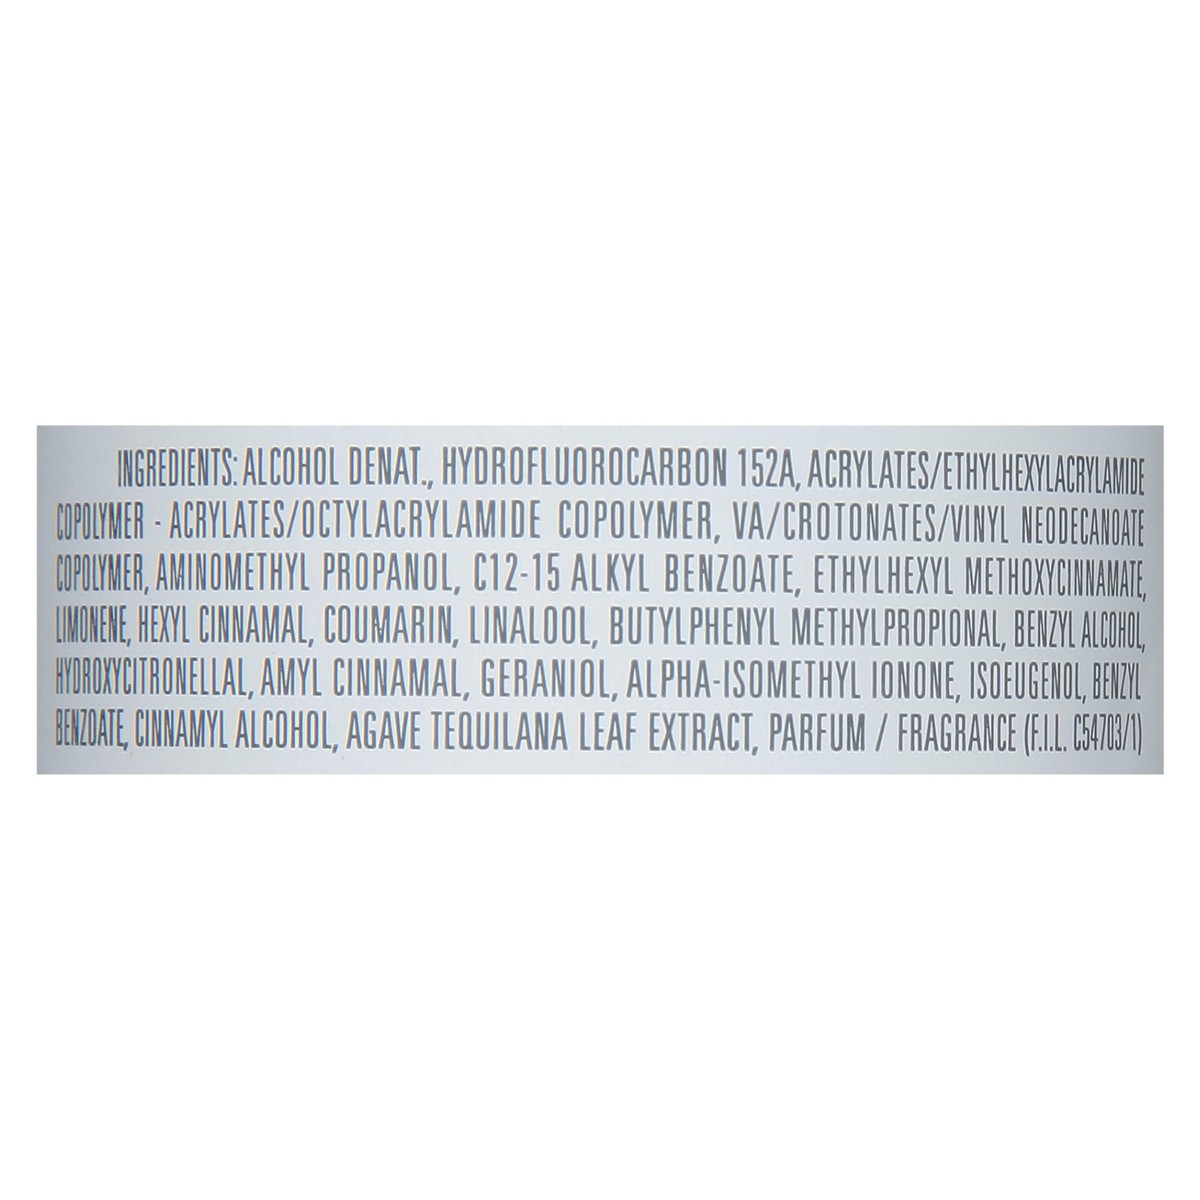 INGREDIENTS: ALCOHOL DENAT., HYDROFLUOROCARBON 152A, ACRYLATES/ETHYLHEXYLACRYLAMIDE
COPOLYMER - ACRYLATES/OCTYLACRYLAMIDE COPOLYMER, VA/CROTONATES/VINYL NEODECANOATE
COPOLYMER, AMINOMETHYL PROPANOL, C12-15 ALKYL BENZOATE, ETHYLHEXYL METHOXYCINNAMATE,
LIMONENE, HEXYL CINNAMAL, COUMARIN, LINALOOL, BUTYLPHENYL METHYLPROPIONAL, BENZYL ALCOHOL,
HYDROXYCITRONELLAL, AMYL CINNAMAL, GERANIOL, ALPHA-ISOMETHYL IONONE, ISOEUGENOL, BENZYL
BENZOATE, CINNAMYL ALCOHOL, AGAVE TEQUILANA LEAF EXTRACT, PARFUM / FRAGRANCE (F.I.L. C54703/1)